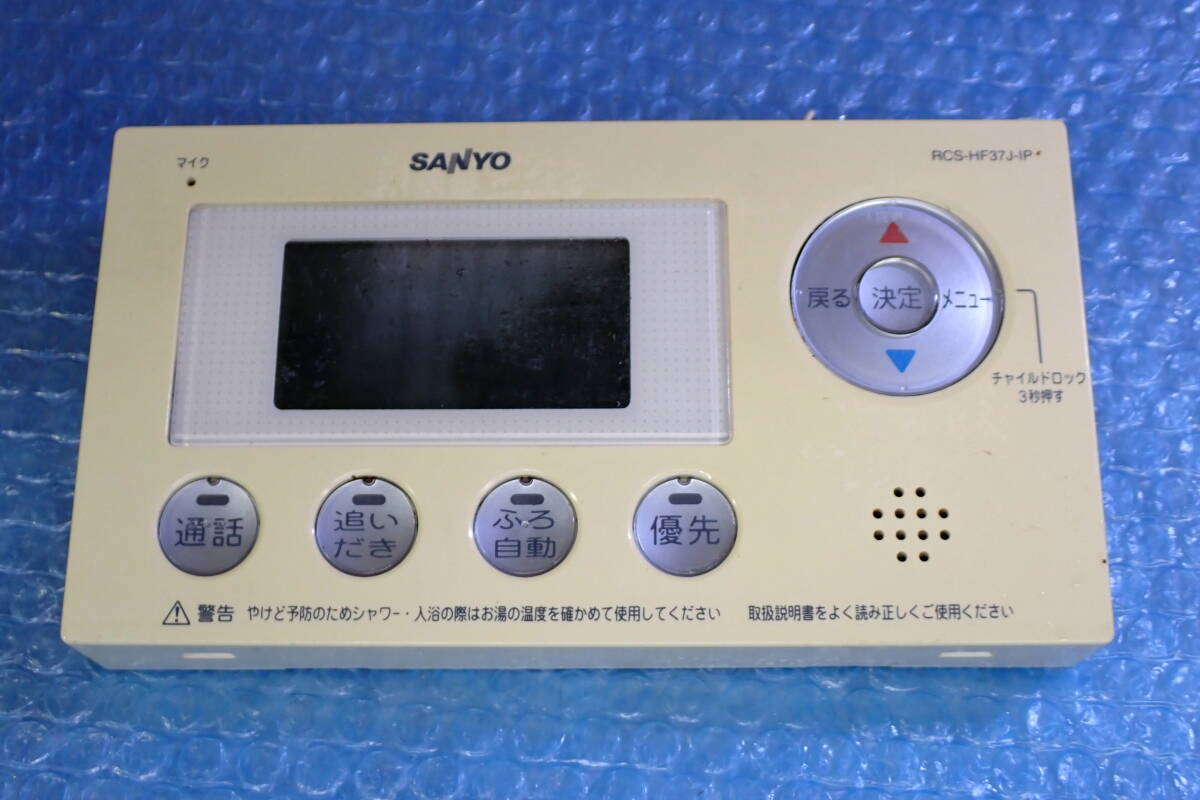 マイク
SANYO
RCS-HF37J-IP
戻る
決定
メニュー
チャイルドロック
3秒押す
通話
追い
だき
ふろ
自動
優先
警告 やけど予防のためシャワー・入浴の際はお湯の温度を確かめて使用してください 取扱説明書をよく読み正しくご使用ください